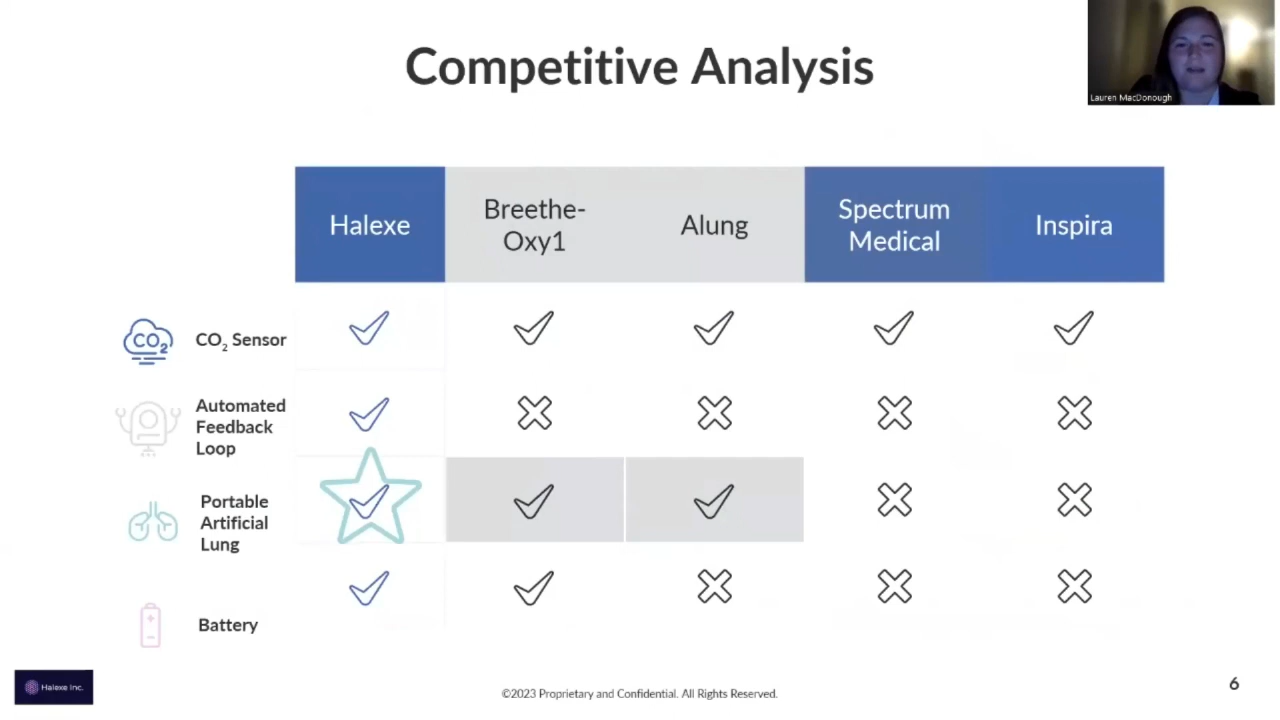 Competitive Analysis
Lauren MacDonough
Halexe
Breethe-
Oxy1
Alung
Spectrum
Medical
Inspira
CO2
CO₂ Sensor
Automated
Feedback
Loop
Portable
Artificial
Lung
Battery
Halexe Inc.
©2023 Proprietary and Confidential. All Rights Reserved.
6